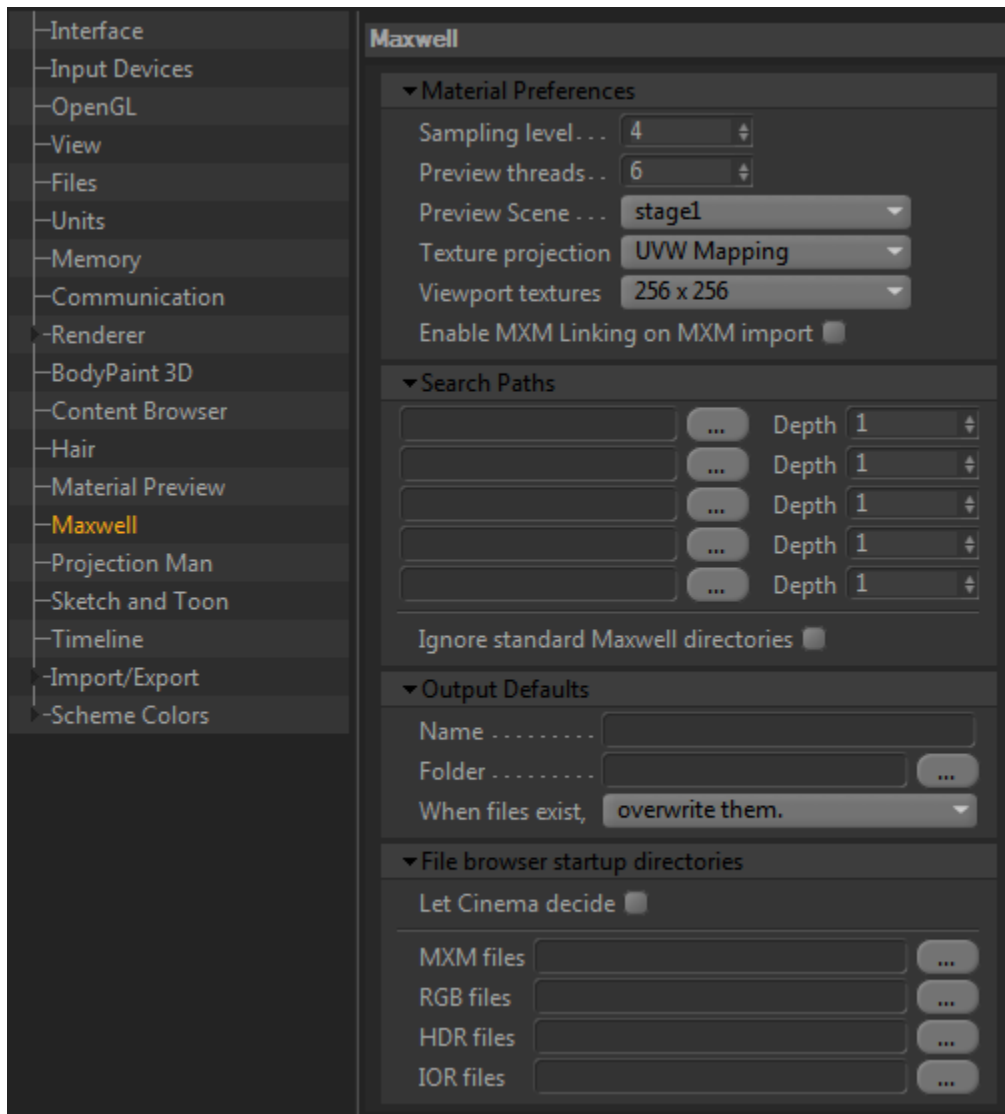 Interface
Input Devices
OpenGL
View
Files
Units
Memory
Communication
Renderer
BodyPaint 3D
Content Browser
Hair
Material Preview
Maxwell
Projection Man
Sketch and Toon
Timeline
Import/Export
Scheme Colors
Maxwell
Material Preferences
Sampling level . . . 4
Preview threads . . 6
Preview Scene . . . stage1
Texture projection UVW Mapping
Viewport textures 256 x 256
Enable MXM Linking on MXM import
Search Paths
... Depth 1
... Depth 1
... Depth 1
... Depth 1
... Depth 1
Ignore standard Maxwell directories
Output Defaults
Name . . . . . . . . .
Folder . . . . . . . . . ...
When files exist, overwrite them.
File browser startup directories
Let Cinema decide
MXM files ...
RGB files ...
HDR files ...
IOR files ...